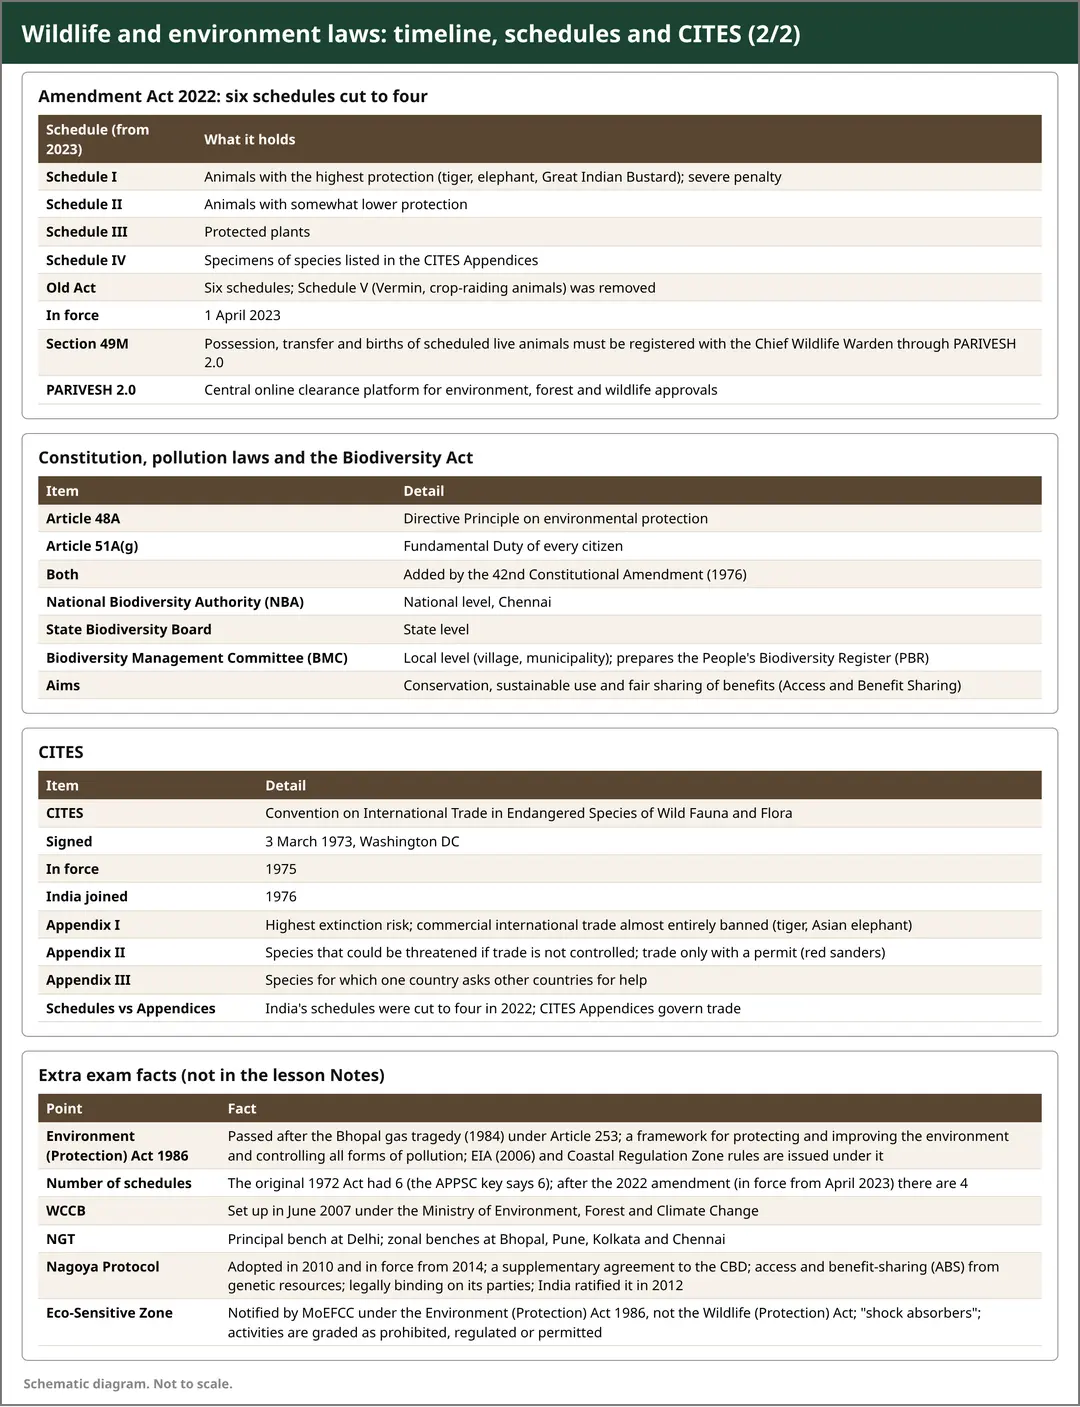 Wildlife and environment laws: timeline, schedules and CITES (2/2)
Amendment Act 2022: six schedules cut to four
Schedule (from 2023) What it holds
Schedule I Animals with the highest protection (tiger, elephant, Great Indian Bustard); severe penalty
Schedule II Animals with somewhat lower protection
Schedule III Protected plants
Schedule IV Specimens of species listed in the CITES Appendices
Old Act Six schedules; Schedule V (Vermin, crop-raiding animals) was removed
In force 1 April 2023
Section 49M Possession, transfer and births of scheduled live animals must be registered with the Chief Wildlife Warden through PARIVESH
2.0
PARIVESH 2.0 Central online clearance platform for environment, forest and wildlife approvals
Constitution, pollution laws and the Biodiversity Act
Item Detail
Article 48A Directive Principle on environmental protection
Article 51A(g) Fundamental Duty of every citizen
Both Added by the 42nd Constitutional Amendment (1976)
National Biodiversity Authority (NBA) National level, Chennai
State Biodiversity Board State level
Biodiversity Management Committee (BMC) Local level (village, municipality); prepares the People's Biodiversity Register (PBR)
Aims Conservation, sustainable use and fair sharing of benefits (Access and Benefit Sharing)
CITES
Item Detail
CITES Convention on International Trade in Endangered Species of Wild Fauna and Flora
Signed 3 March 1973, Washington DC
In force 1975
India joined 1976
Appendix I Highest extinction risk; commercial international trade almost entirely banned (tiger, Asian elephant)
Appendix II Species that could be threatened if trade is not controlled; trade only with a permit (red sanders)
Appendix III Species for which one country asks other countries for help
Schedules vs Appendices India's schedules were cut to four in 2022; CITES Appendices govern trade
Extra exam facts (not in the lesson Notes)
Point Fact
Environment (Protection) Act 1986 Passed after the Bhopal gas tragedy (1984) under Article 253; a framework for protecting and improving the environment
and controlling all forms of pollution; EIA (2006) and Coastal Regulation Zone rules are issued under it
Number of schedules The original 1972 Act had 6 (the APPSC key says 6); after the 2022 amendment (in force from April 2023) there are 4
WCCB Set up in June 2007 under the Ministry of Environment, Forest and Climate Change
NGT Principal bench at Delhi; zonal benches at Bhopal, Pune, Kolkata and Chennai
Nagoya Protocol Adopted in 2010 and in force from 2014; a supplementary agreement to the CBD; access and benefit-sharing (ABS) from
genetic resources; legally binding on its parties; India ratified it in 2012
Eco-Sensitive Zone Notified by MoEFCC under the Environment (Protection) Act 1986, not the Wildlife (Protection) Act; "shock absorbers";
activities are graded as prohibited, regulated or permitted
Schematic diagram. Not to scale.